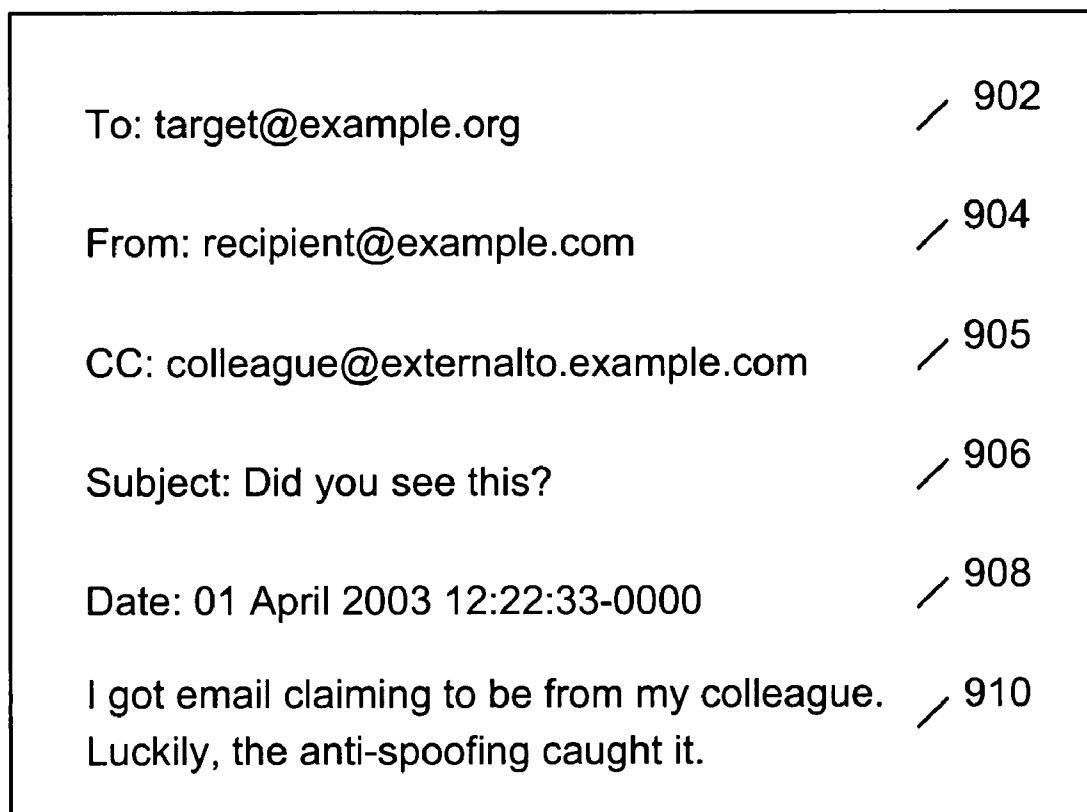 To: target@example.org 902
From: recipient@example.com 904
CC: colleague@externalto.example.com 905
Subject: Did you see this? 906
Date: 01 April 2003 12:22:33-0000 908
I got email claiming to be from my colleague. 910
Luckily, the anti-spoofing caught it.